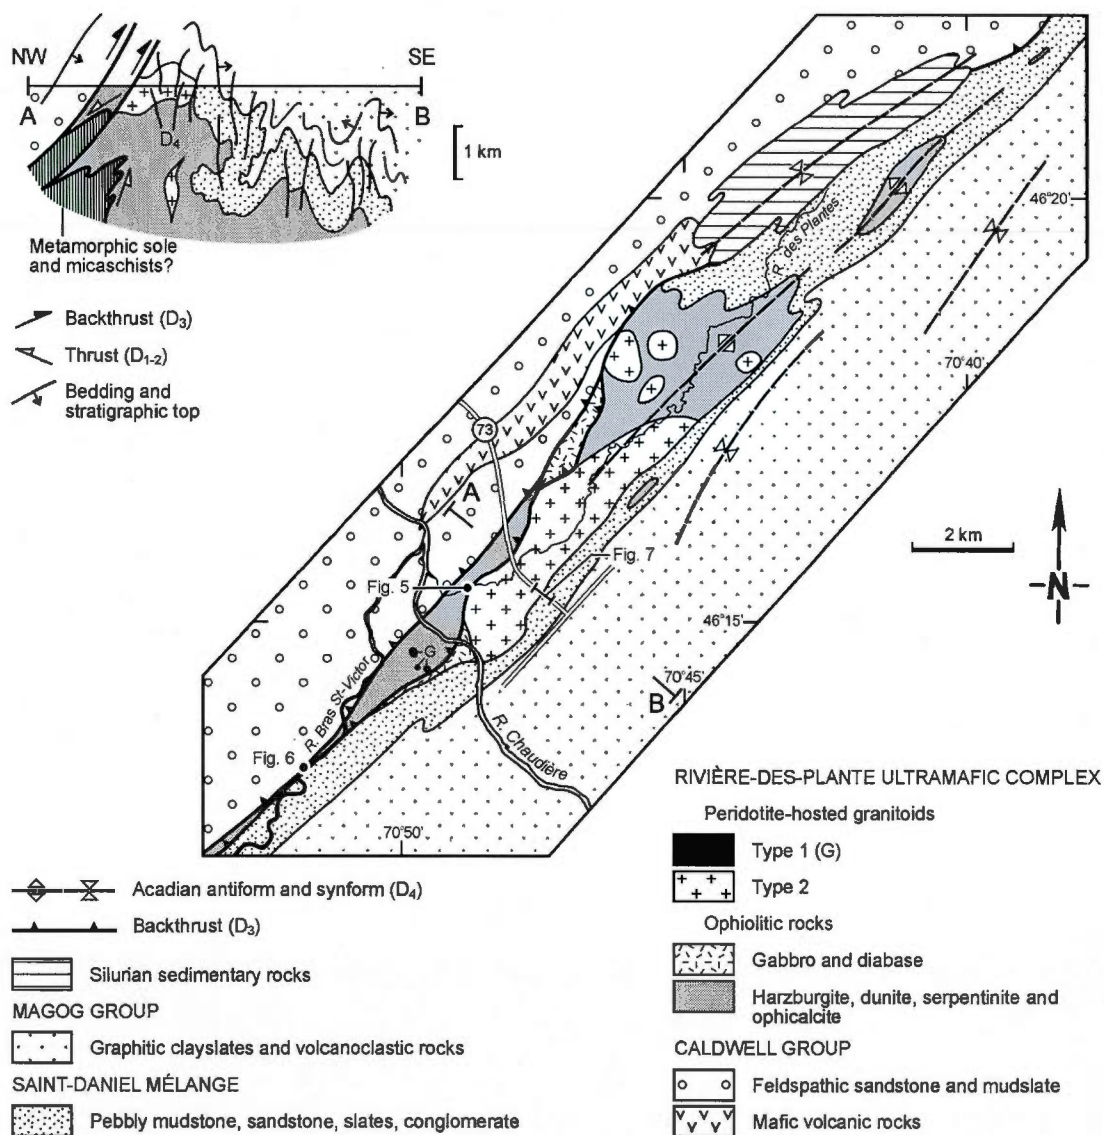 NW
SE
A
B
D4
1 km
Metamorphic sole
and micaschists?
Backthrust (D3)
Thrust (D1-2)
Bedding and
stratigraphic top
R. des Plantes
46°20'
70°40'
73
A
Fig. 5
Fig. 7
2 km
N
46°15'
G
70°45'
B
R. Bras St-Victor
R. Chaudière
Fig. 6
70°50'
Acadian antiform and synform (D4)
Backthrust (D3)
Silurian sedimentary rocks
MAGOG GROUP
Graphitic clayslates and volcanoclastic rocks
SAINT-DANIEL MÉLANGE
Pebbly mudstone, sandstone, slates, conglomerate
RIVIÈRE-DES-PLANTE ULTRAMAFIC COMPLEX
Peridotite-hosted granitoids
Type 1 (G)
Type 2
Ophiolitic rocks
Gabbro and diabase
Harzburgite, dunite, serpentinite and
ophicalcite
CALDWELL GROUP
Feldspathic sandstone and mudslate
Mafic volcanic rocks